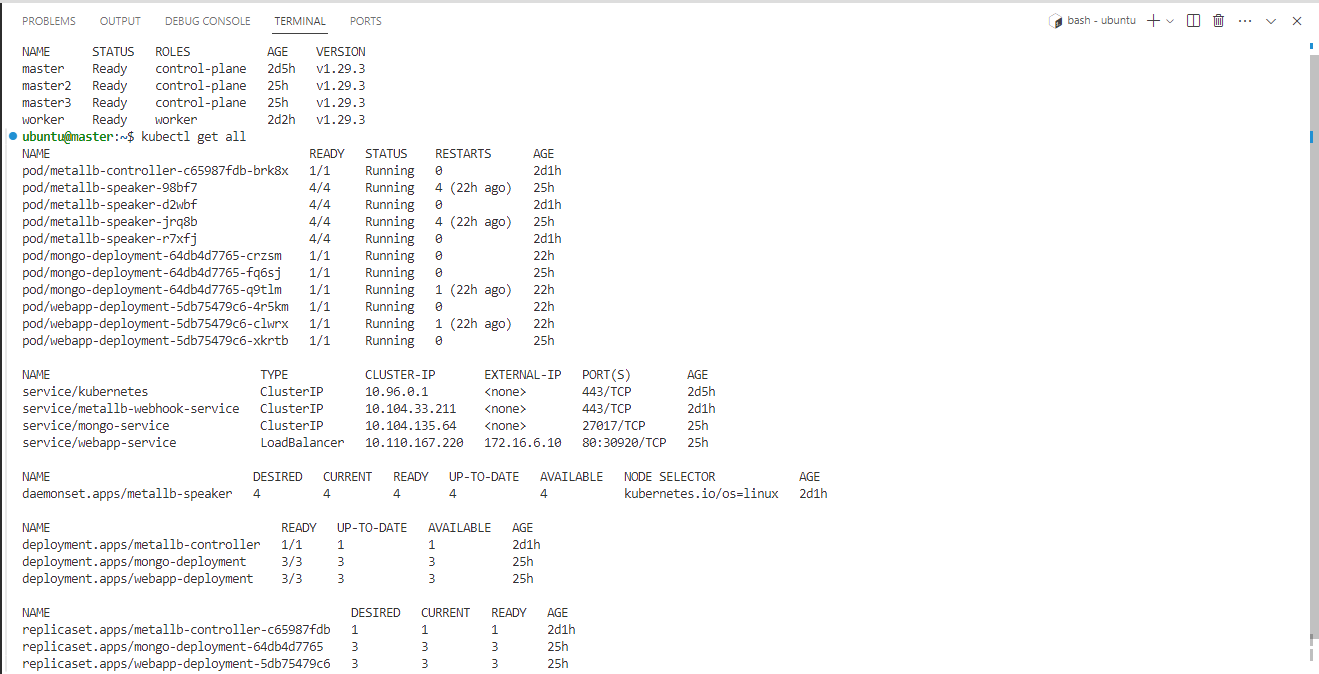 PROBLEMS OUTPUT DEBUG CONSOLE TERMINAL PORTS bash - ubuntu
NAME STATUS ROLES AGE VERSION
master Ready control-plane 2d5h v1.29.3
master2 Ready control-plane 25h v1.29.3
master3 Ready control-plane 25h v1.29.3
worker Ready worker 2d2h v1.29.3
ubuntu@master:~$ kubectl get all
NAME READY STATUS RESTARTS AGE
pod/metallb-controller-c65987fdb-brk8x 1/1 Running 0 2d1h
pod/metallb-speaker-98bf7 4/4 Running 4 (22h ago) 25h
pod/metallb-speaker-d2wbf 4/4 Running 0 2d1h
pod/metallb-speaker-jrq8b 4/4 Running 4 (22h ago) 25h
pod/metallb-speaker-r7xfj 4/4 Running 0 2d1h
pod/mongo-deployment-64db4d7765-crzsm 1/1 Running 0 22h
pod/mongo-deployment-64db4d7765-fq6sj 1/1 Running 0 25h
pod/mongo-deployment-64db4d7765-q9tlm 1/1 Running 1 (22h ago) 22h
pod/webapp-deployment-5db75479c6-4r5km 1/1 Running 0 22h
pod/webapp-deployment-5db75479c6-clwrx 1/1 Running 1 (22h ago) 22h
pod/webapp-deployment-5db75479c6-xkrtb 1/1 Running 0 25h
NAME TYPE CLUSTER-IP EXTERNAL-IP PORT(S) AGE
service/kubernetes ClusterIP 10.96.0.1 <none> 443/TCP 2d5h
service/metallb-webhook-service ClusterIP 10.104.33.211 <none> 443/TCP 2d1h
service/mongo-service ClusterIP 10.104.135.64 <none> 27017/TCP 25h
service/webapp-service LoadBalancer 10.110.167.220 172.16.6.10 80:30920/TCP 25h
NAME DESIRED CURRENT READY UP-TO-DATE AVAILABLE NODE SELECTOR AGE
daemonset.apps/metallb-speaker 4 4 4 4 4 kubernetes.io/os=linux 2d1h
NAME READY UP-TO-DATE AVAILABLE AGE
deployment.apps/metallb-controller 1/1 1 1 2d1h
deployment.apps/mongo-deployment 3/3 3 3 25h
deployment.apps/webapp-deployment 3/3 3 3 25h
NAME DESIRED CURRENT READY AGE
replicaset.apps/metallb-controller-c65987fdb 1 1 1 2d1h
replicaset.apps/mongo-deployment-64db4d7765 3 3 3 25h
replicaset.apps/webapp-deployment-5db75479c6 3 3 3 25h